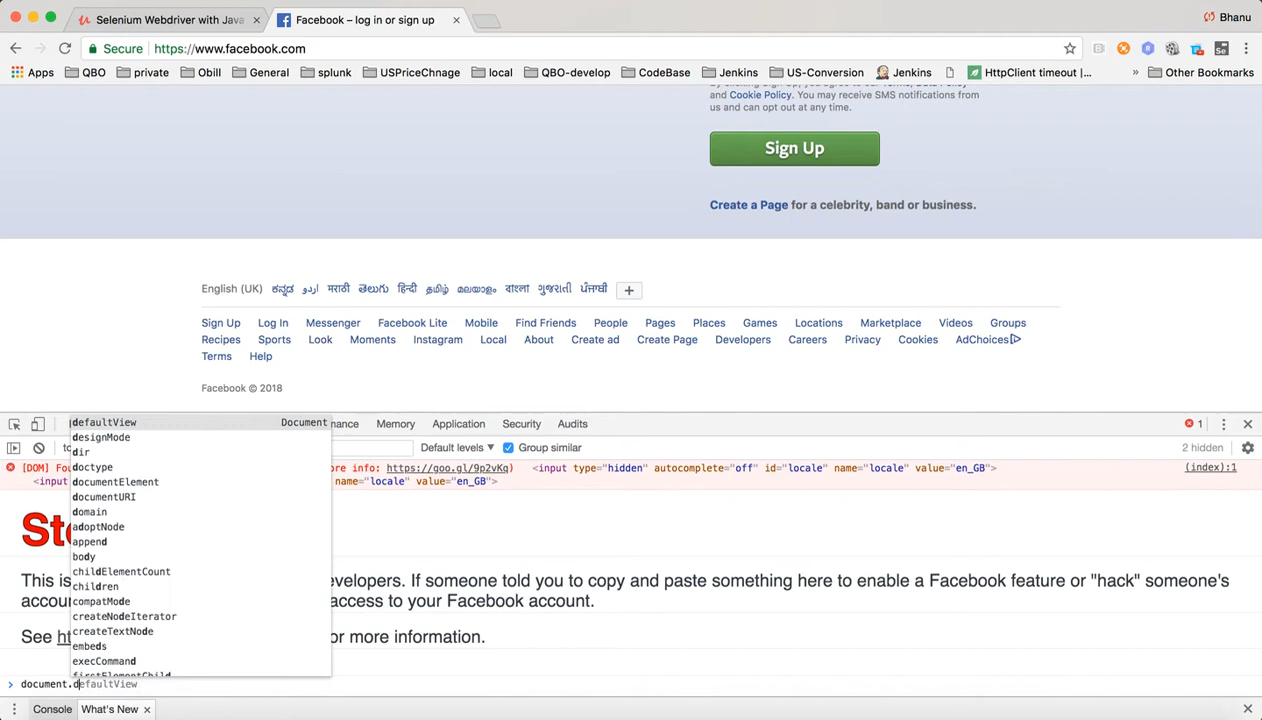 Selenium Webdriver with Java
Facebook – log in or sign up
Bhanu
Secure
https://www.facebook.com
Apps QBO private Obill General splunk USPriceChnage local QBO-develop CodeBase Jenkins US-Conversion Jenkins HttpClient timeout |... » Other Bookmarks
and Cookie Policy. You may receive SMS notifications from
us and can opt out at any time.
Sign Up
Create a Page for a celebrity, band or business.
English (UK) ಕನ್ನಡ اردو मराठी తెలుగు हिन्दी தமிழ் മലയാളം বাংলা ગુજરાતી ਪੰਜਾਬੀ +
Sign Up Log In Messenger Facebook Lite Mobile Find Friends People Pages Places Games Locations Marketplace Videos Groups
Recipes Sports Look Moments Instagram Local About Create ad Create Page Developers Careers Privacy Cookies AdChoices
Terms Help
Facebook © 2018
Memory Application Security Audits 1
Default levels ▼ Group similar 2 hidden
[DOM] ore info: https://goo.gl/9p2vKq) <input type="hidden" autocomplete="off" id="locale" name="locale" value="en_GB"> (index):1
<input name="locale" value="en_GB">
This is evelopers. If someone told you to copy and paste something here to enable a Facebook feature or "hack" someone's
access to your Facebook account.
See or more information.
defaultView Document
designMode
dir
doctype
documentElement
documentURI
domain
adoptNode
append
body
childElementCount
children
compatMode
createNodeIterator
createTextNode
embeds
execCommand
firstElementChild
> document.defaultView
Console What's New